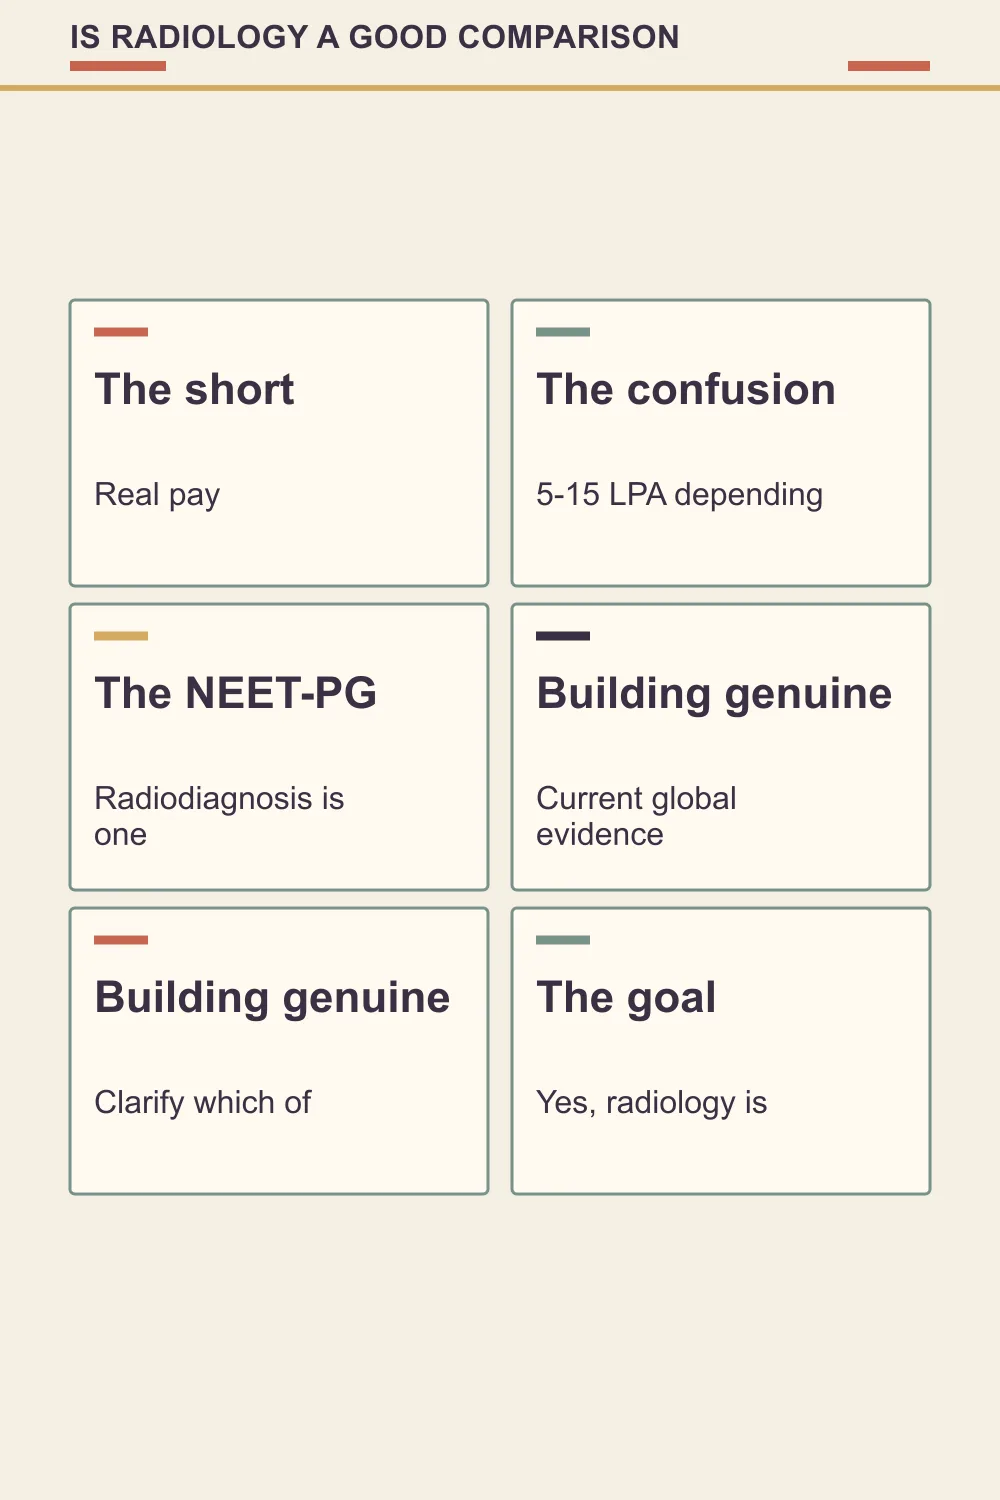 IS RADIOLOGY A GOOD COMPARISON
The short
Real pay
The confusion
5-15 LPA depending
The NEET-PG
Radiodiagnosis is
one
Building genuine
Current global
evidence
Building genuine
Clarify which of
The goal
Yes, radiology is